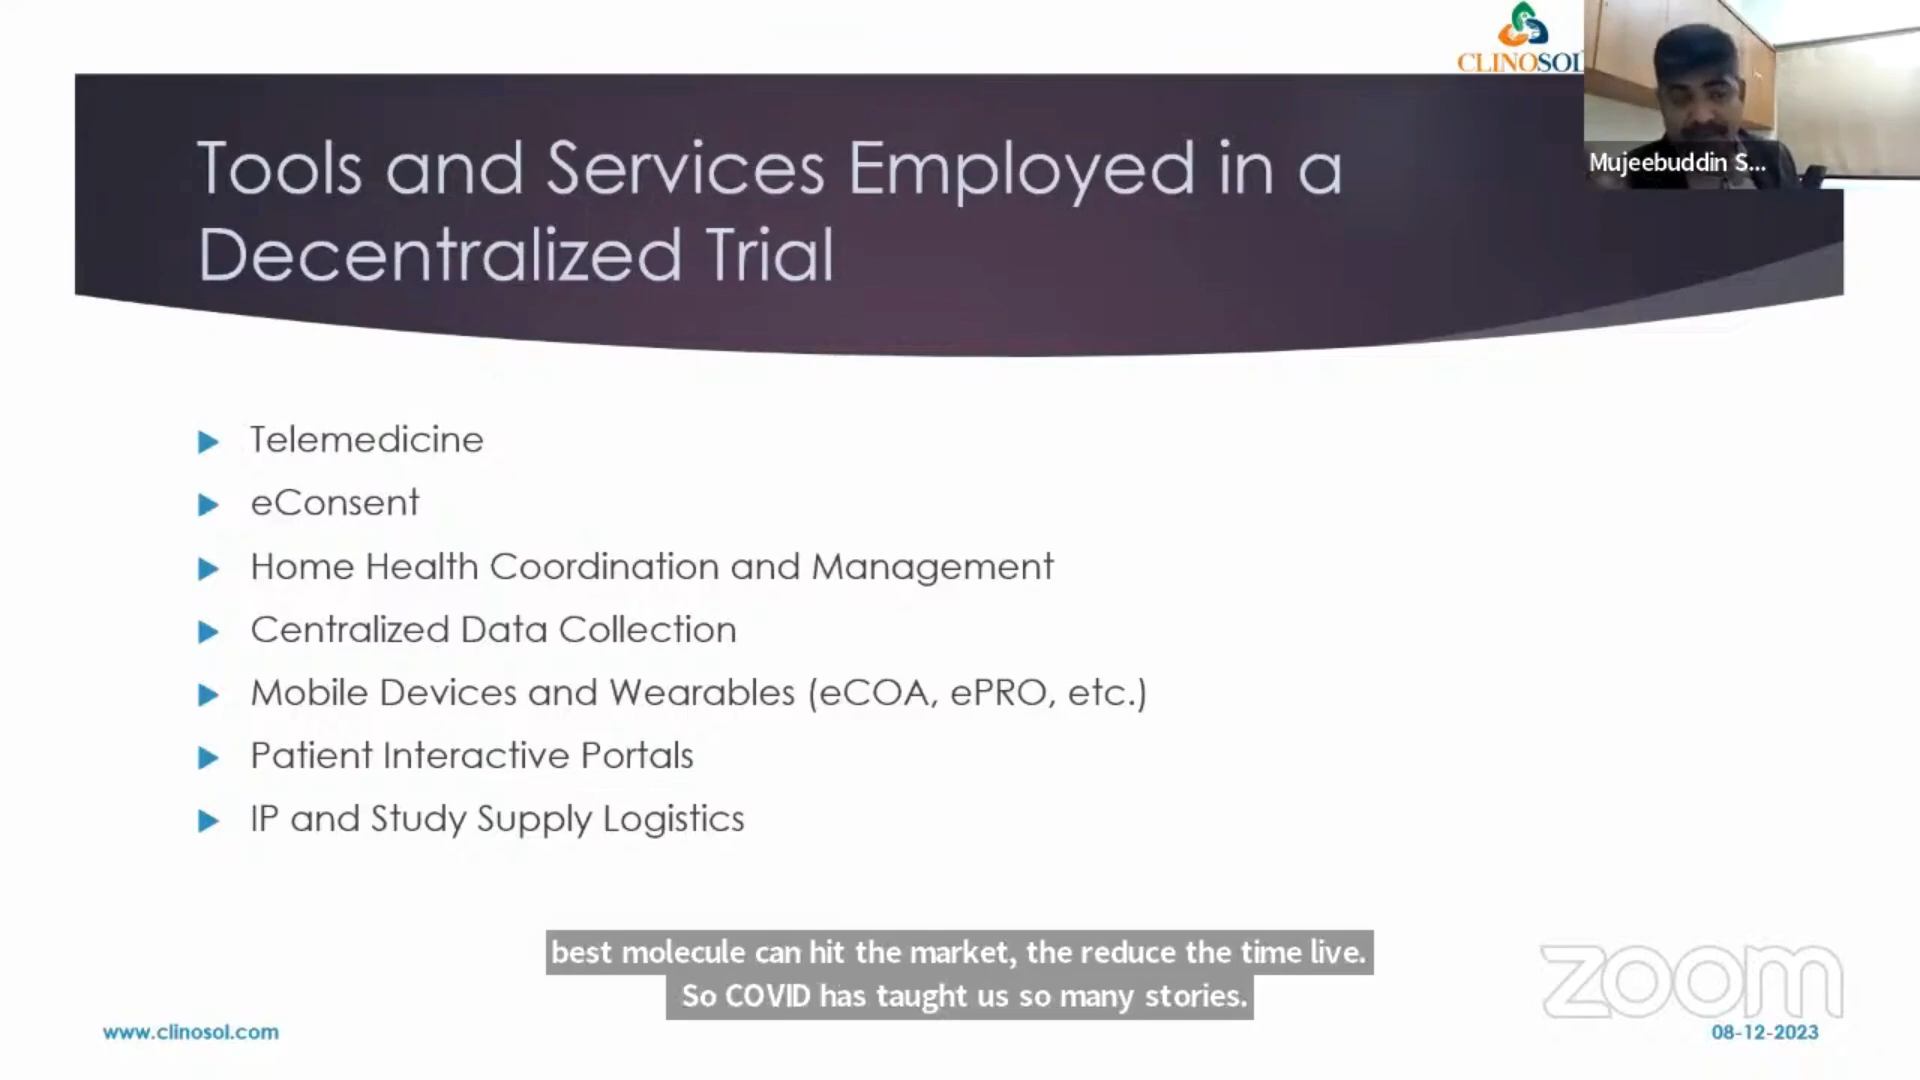 CLINOSOL
Mujeebuddin S...
Tools and Services Employed in a
Decentralized Trial
Telemedicine
eConsent
Home Health Coordination and Management
Centralized Data Collection
Mobile Devices and Wearables (eCOA, ePRO, etc.)
Patient Interactive Portals
IP and Study Supply Logistics
best molecule can hit the market, the reduce the time live.
So COVID has taught us so many stories.
zoom
www.clinosol.com
08-12-2023